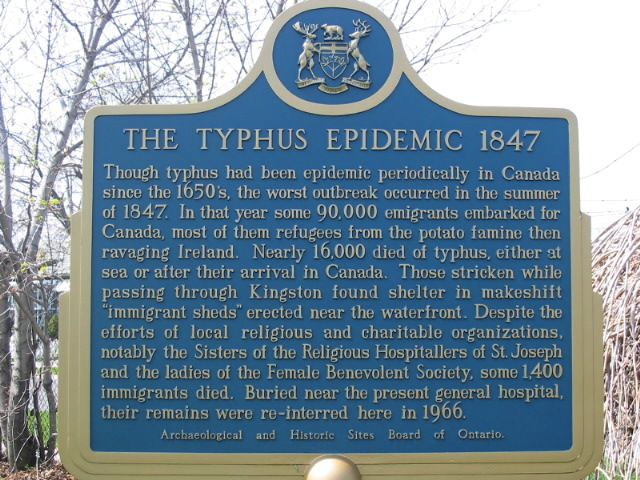 THE TYPHUS EPIDEMIC 1847
Though typhus had been epidemic periodically in Canada
since the 1650's, the worst outbreak occurred in the summer
of 1847. In that year some 90,000 emigrants embarked for
Canada, most of them refugees from the potato famine then
ravaging Ireland. Nearly 16,000 died of typhus, either at
sea or after their arrival in Canada. Those stricken while
passing through Kingston found shelter in makeshift
"immigrant sheds" erected near the waterfront. Despite the
efforts of local religious and charitable organizations,
notably the Sisters of the Religious Hospitallers of St. Joseph
and the ladies of the Female Benevolent Society, some 1,400
immigrants died. Buried near the present general hospital,
their remains were re-interred here in 1966.
Archaeological and Historic Sites Board of Ontario.